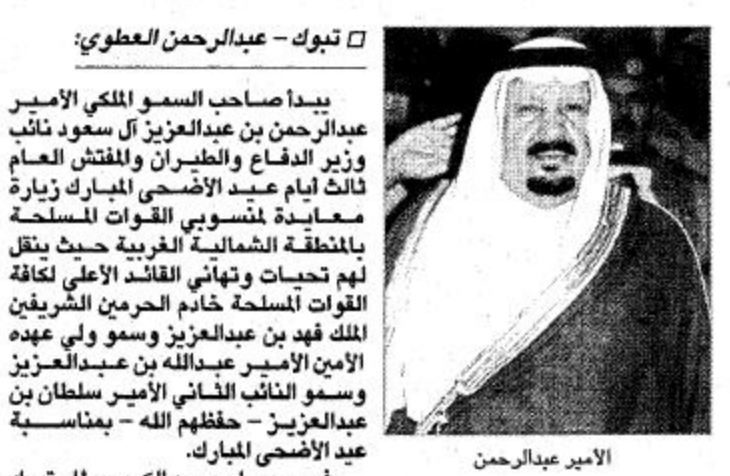 □ تبوك – عبدالرحمن العطوي:
يبدأ صاحب السمو الملكي الأمير
عبدالرحمن بن عبدالعزيز آل سعود نائب
وزير الدفاع والطيران والمفتش العام
ثالث أيام عيد الأضحى المبارك زيارة
معايدة لمنسوبي القوات المسلحة
بالمنطقة الشمالية الغربية حيث ينقل
لهم تحيات وتهاني القائد الأعلى لكافة
القوات المسلحة خادم الحرمين الشريفين
الملك فهد بن عبدالعزيز وسمو ولي عهده
الأمين الأمير عبدالله بن عبدالعزيز
وسمو النائب الثاني الأمير سلطان بن
عبدالعزيز – حفظهم الله – بمناسبة
عيد الأضحى المبارك.
الأمير عبدالرحمن